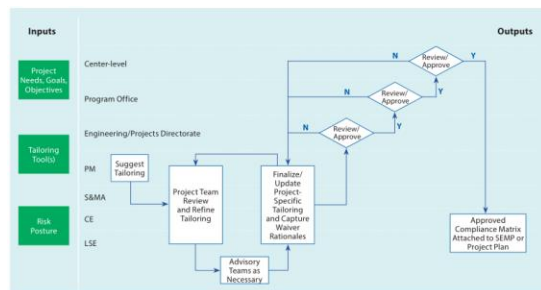 Inputs
Outputs
Project
Needs, Goals,
Objectives
Tailoring
Tool(s)
Risk
Posture
Center-level
Program Office
Engineering/Projects Directorate
PM
S&MA
CE
LSE
Suggest
Tailoring
Project Team
Review
and Refine
Tailoring
Advisory
Teams as
Necessary
Finalize/
Update
Project-
Specific
Tailoring
and Capture
Waiver
Rationales
Review/
Approve
N
Y
Review/
Approve
N
Y
Review/
Approve
N
Y
Approved
Compliance Matrix
Attached to SEMP or
Project Plan